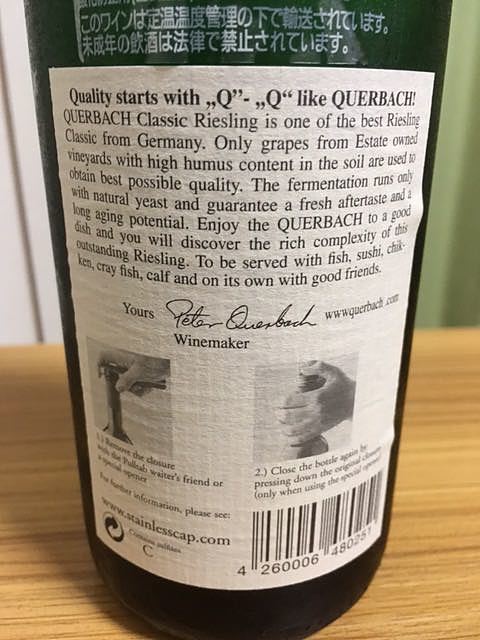 このワインは定温温度管理の下で輸送されています。
未成年の飲酒は法律で禁止されています。
Quality starts with „Q”- „Q“ like QUERBACH!
QUERBACH Classic Riesling is one of the best Riesling
Classic from Germany. Only grapes from Estate owned
vineyards with high humus content in the soil are used to
obtain best possible quality. The fermentation runs only
with natural yeast and guarantee a fresh aftertaste and a
long aging potential. Enjoy the QUERBACH to a good
dish and you will discover the rich complexity of this
outstanding Riesling. To be served with fish, sushi, chik-
ken, cray fish, calf and on its own with good friends.
Yours Peter Querbach www.querbach.com
Winemaker
1.) Remove the closure
with the Pulltab waiter's friend or
a special opener
2.) Close the bottle again by
pressing down the original closure
(only when using the special opener)
For further information, please see:
www.stainlesscap.com
Contains sulfites
C
4 260006 480251